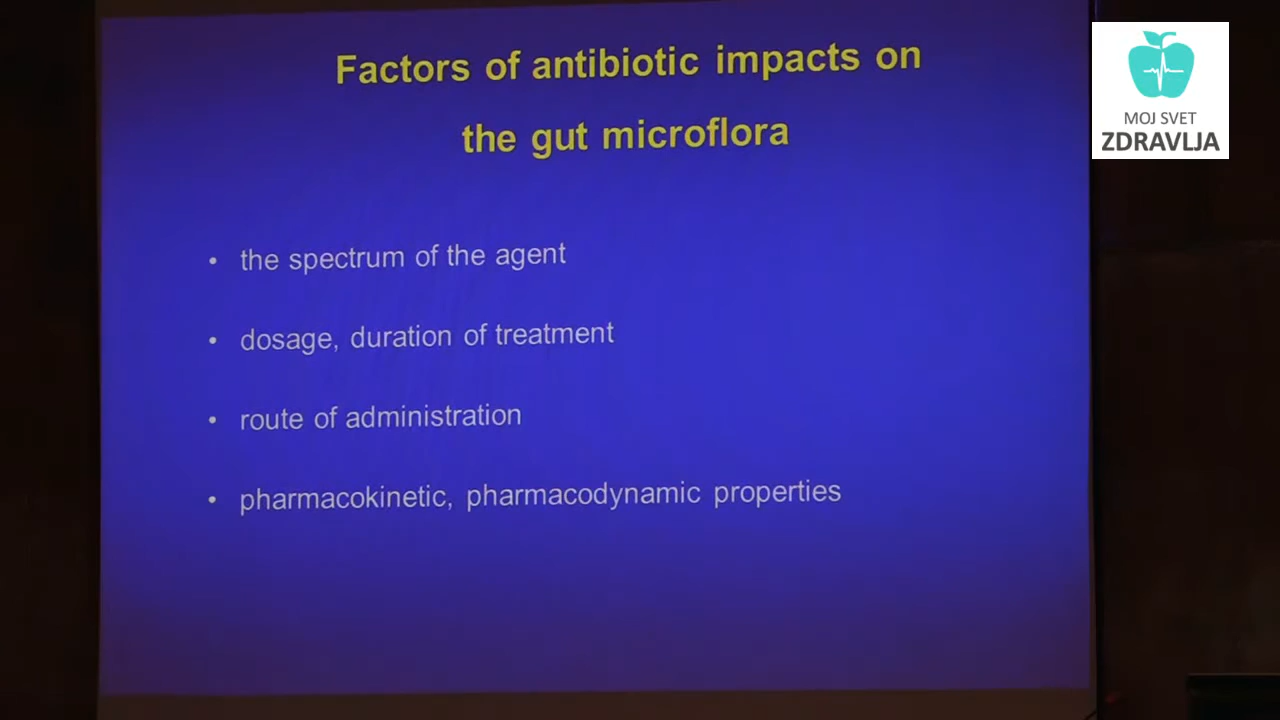 Factors of antibiotic impacts on
the gut microflora
• the spectrum of the agent
• dosage, duration of treatment
• route of administration
• pharmacokinetic, pharmacodynamic properties
MOJ SVET
ZDRAVLJA